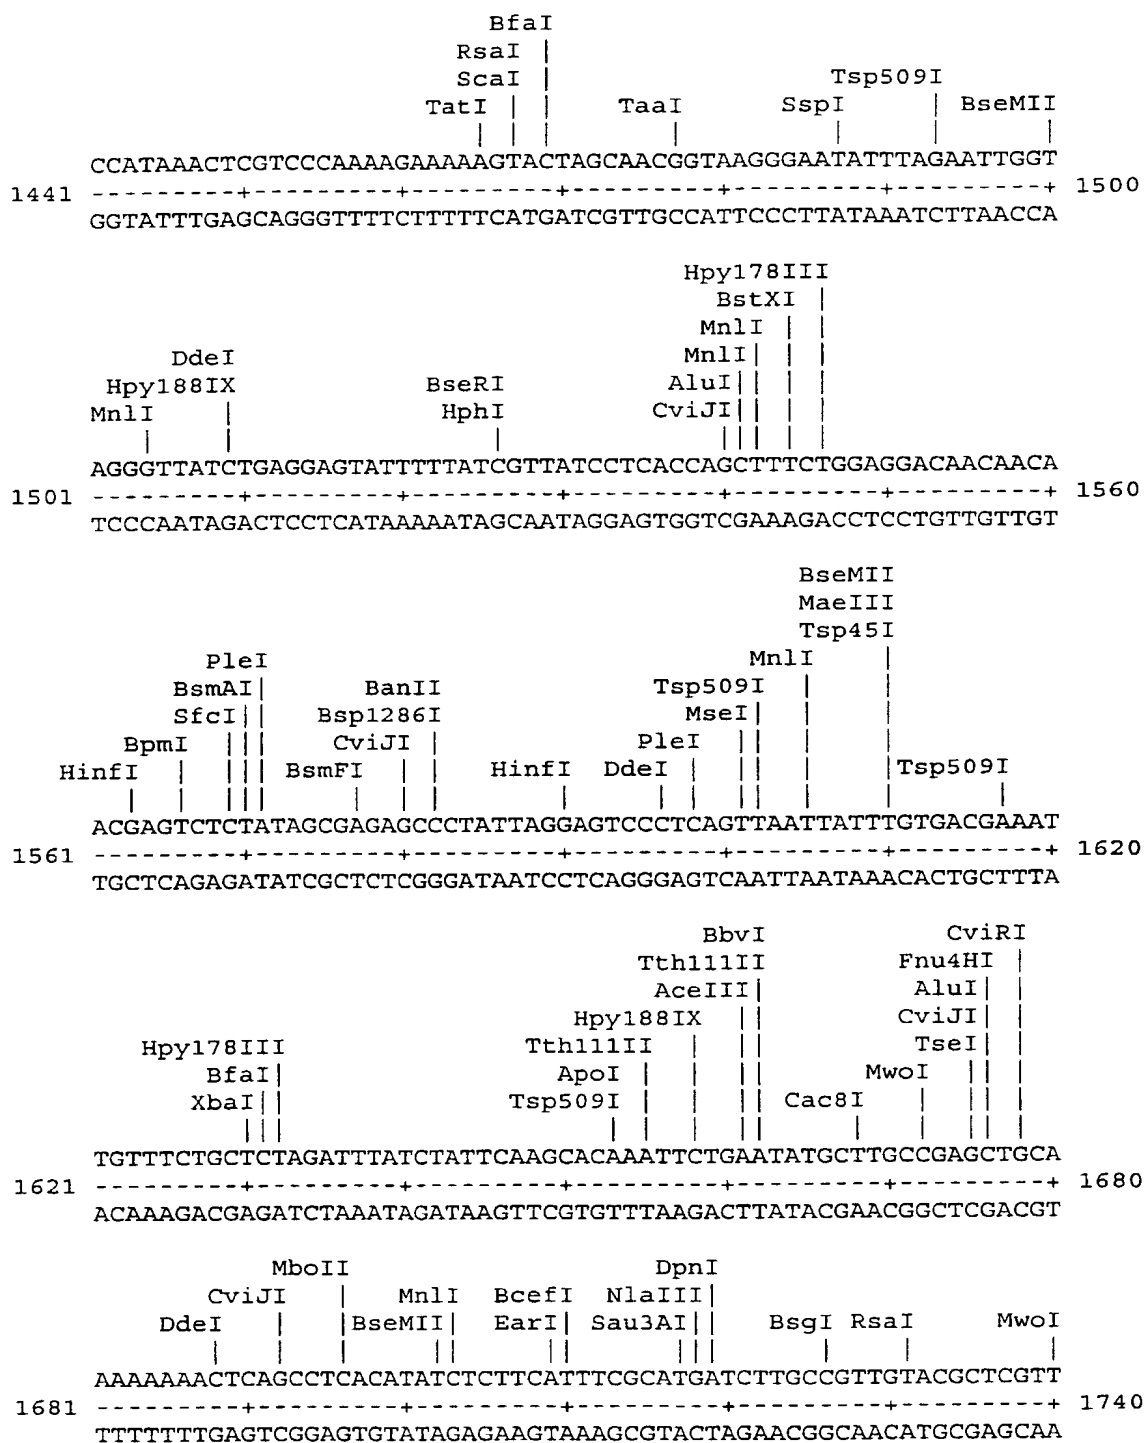 BfaI
RsaI
ScaI
Tsp509I
TatI TaaI SspI BseMII
CCATAAACTCGTCCCAAAAGAAAAAGTACTAGCAACGGTAAGGGAATATTTAGAATTGGT
1441 ---------+---------+---------+---------+---------+---------+ 1500
GGTATTTGAGCAGGGTTTTCTTTTTCATGATCGTTGCCATTCCCTTATAAATCTTAACCA
Hpy178III
BstXI
MnlI
DdeI MnlI
Hpy188IX BseRI AluI
MnlI HphI CviJI
AGGGTTATCTGAGGAGTATTTTTATCGTTATCCTCACCAGCTTTCTGGAGGACAACAACA
1501 ---------+---------+---------+---------+---------+---------+ 1560
TCCCAATAGACTCCTCATAAAAATAGCAATAGGAGTGGTCGAAAGACCTCCTGTTGTTGT
BseMII
MaeIII
Tsp45I
PleI MnlI
BsmAI BanII Tsp509I
SfcI Bsp1286I MseI
BpmI CviJI PleI
HinfI BsmFI HinfI DdeI Tsp509I
ACGAGTCTCTATAGCGAGAGCCCTATTAGGAGTCCCTCAGTTAATTATTTGTGACGAAAT
1561 ---------+---------+---------+---------+---------+---------+ 1620
TGCTCAGAGATATCGCTCTCGGGATAATCCTCAGGGAGTCAATTAATAAACACTGCTTTA
BbvI CviRI
Tth111II Fnu4HI
AceIII AluI
Hpy188IX CviJI
Hpy178III Tth111II TseI
BfaI ApoI MwoI
XbaI Tsp509I Cac8I
TGTTTCTGCTCTAGATTTATCTATTCAAGCACAAATTCTGAATATGCTTGCCGAGCTGCA
1621 ---------+---------+---------+---------+---------+---------+ 1680
ACAAAGACGAGATCTAAATAGATAAGTTCGTGTTTAAGACTTATACGAACGGCTCGACGT
MboII DpnI
CviJI MnlI BcefI NlaIII
DdeI BseMII EarI Sau3AI BsgI RsaI MwoI
AAAAAAACTCAGCCTCACATATCTCTTCATTTCGCATGATCTTGCCGTTGTACGCTCGTT
1681 ---------+---------+---------+---------+---------+---------+ 1740
TTTTTTTGAGTCGGAGTGTATAGAGAAGTAAAGCGTACTAGAACGGCAACATGCGAGCAA